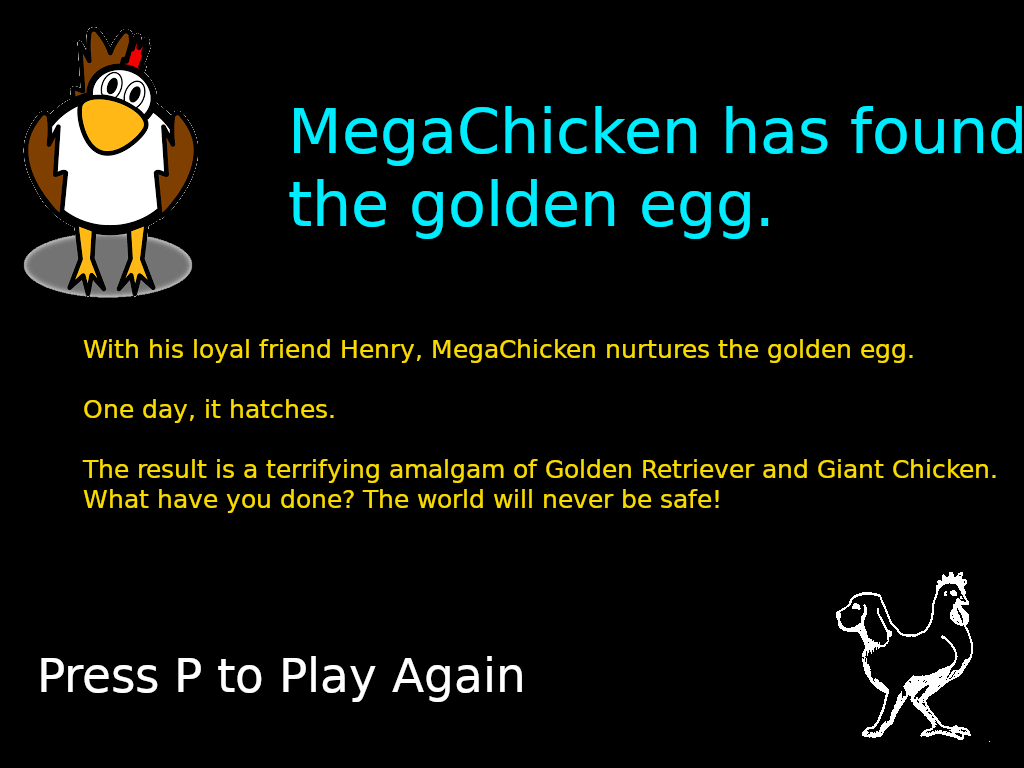 MegaChicken has found
the golden egg.
With his loyal friend Henry, MegaChicken nurtures the golden egg.
One day, it hatches.
The result is a terrifying amalgam of Golden Retriever and Giant Chicken.
What have you done? The world will never be safe!
Press P to Play Again